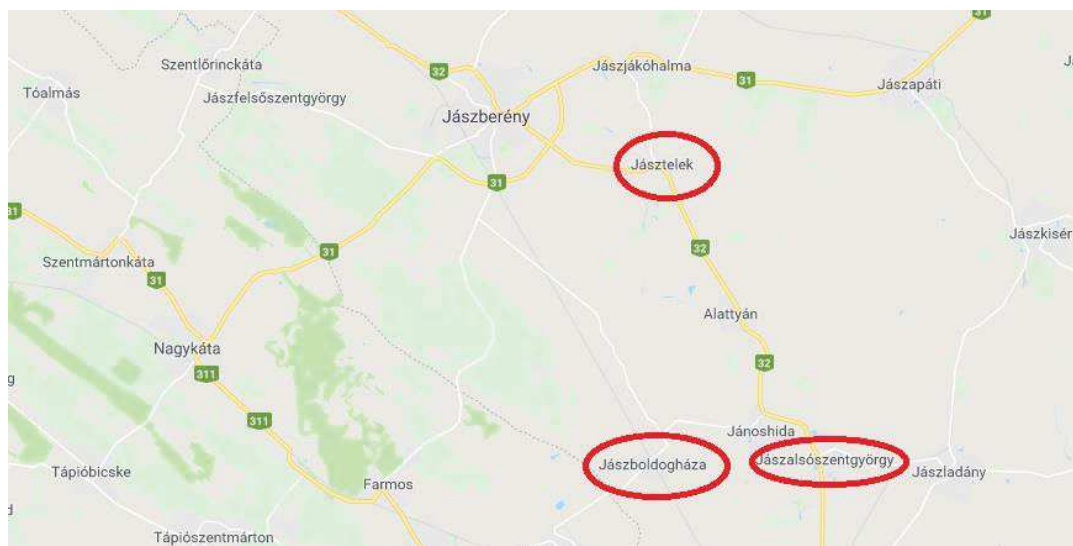 31
Szentlőrinckáta
32
Jászjákóhalma
31
Tóalmás
Jászfelsőszentgyörgy
Jászapáti
Jászberény
Jásztelek
31
31
Jászkisér
31
32
Szentmártonkáta
31
Alattyán
Nagykáta
32
311
311
Jánoshida
Jászboldogháza
Jászalsószentgyörgy
Tápióbicske
Farmos
Jászladány
Tápiószentmárton